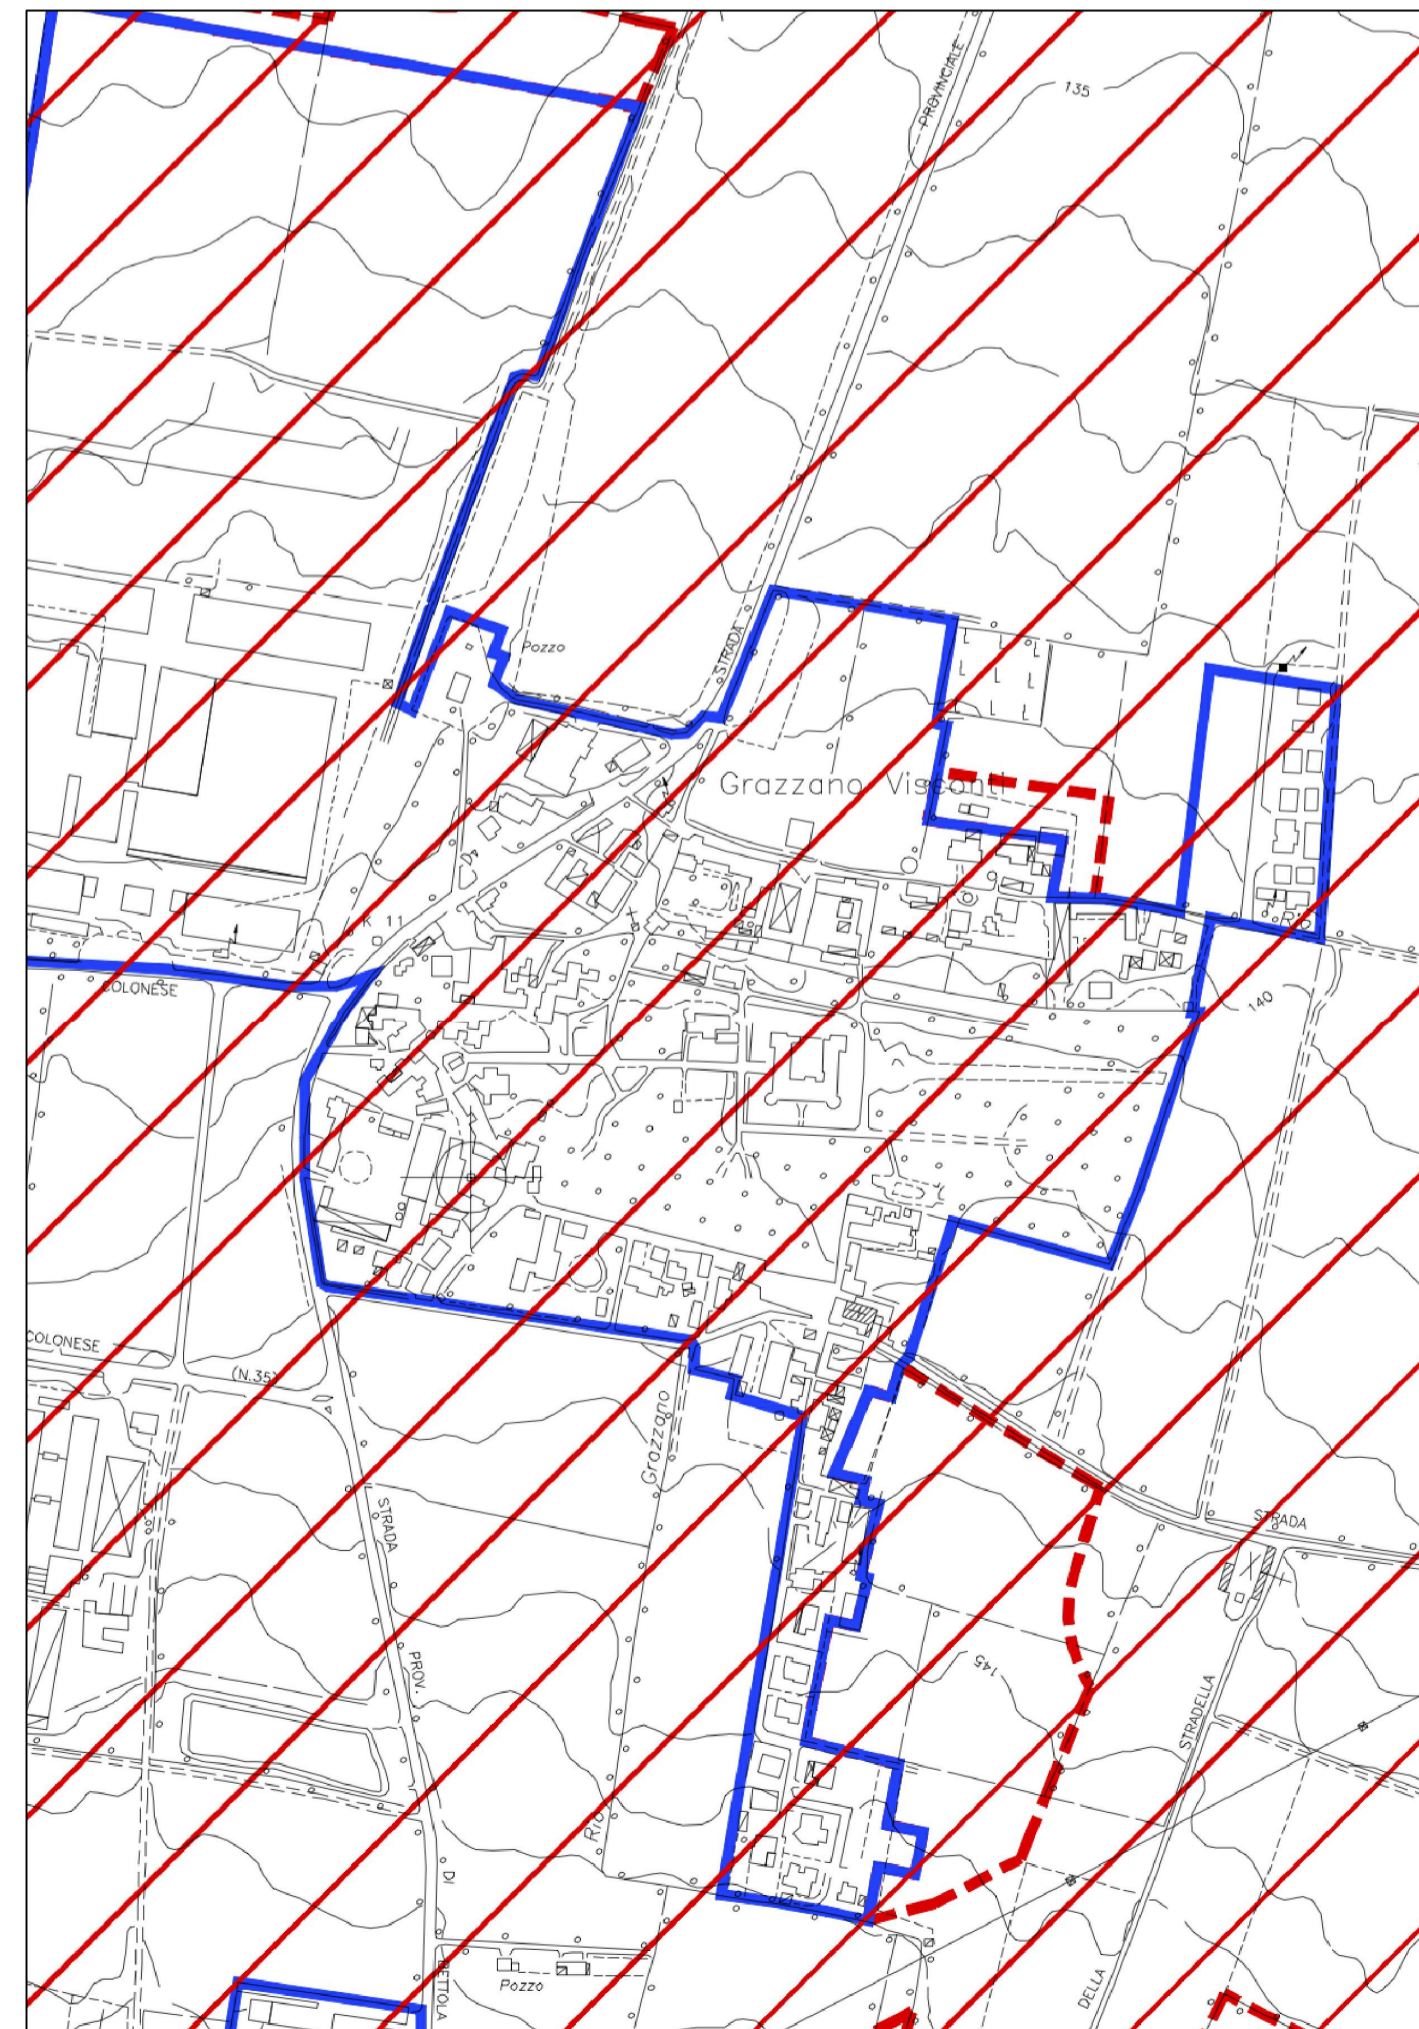 PROVINCIALE
135
STRADA
Pozzo
Grazzano Visconti
K 11
Rio
COLONESE
140
COLONESE
(N.35)
Grazzano
STRADA
STRADA
PROV.
145
STRADELLA
Rio
DI
DELLA
BETTOLA
Pozzo